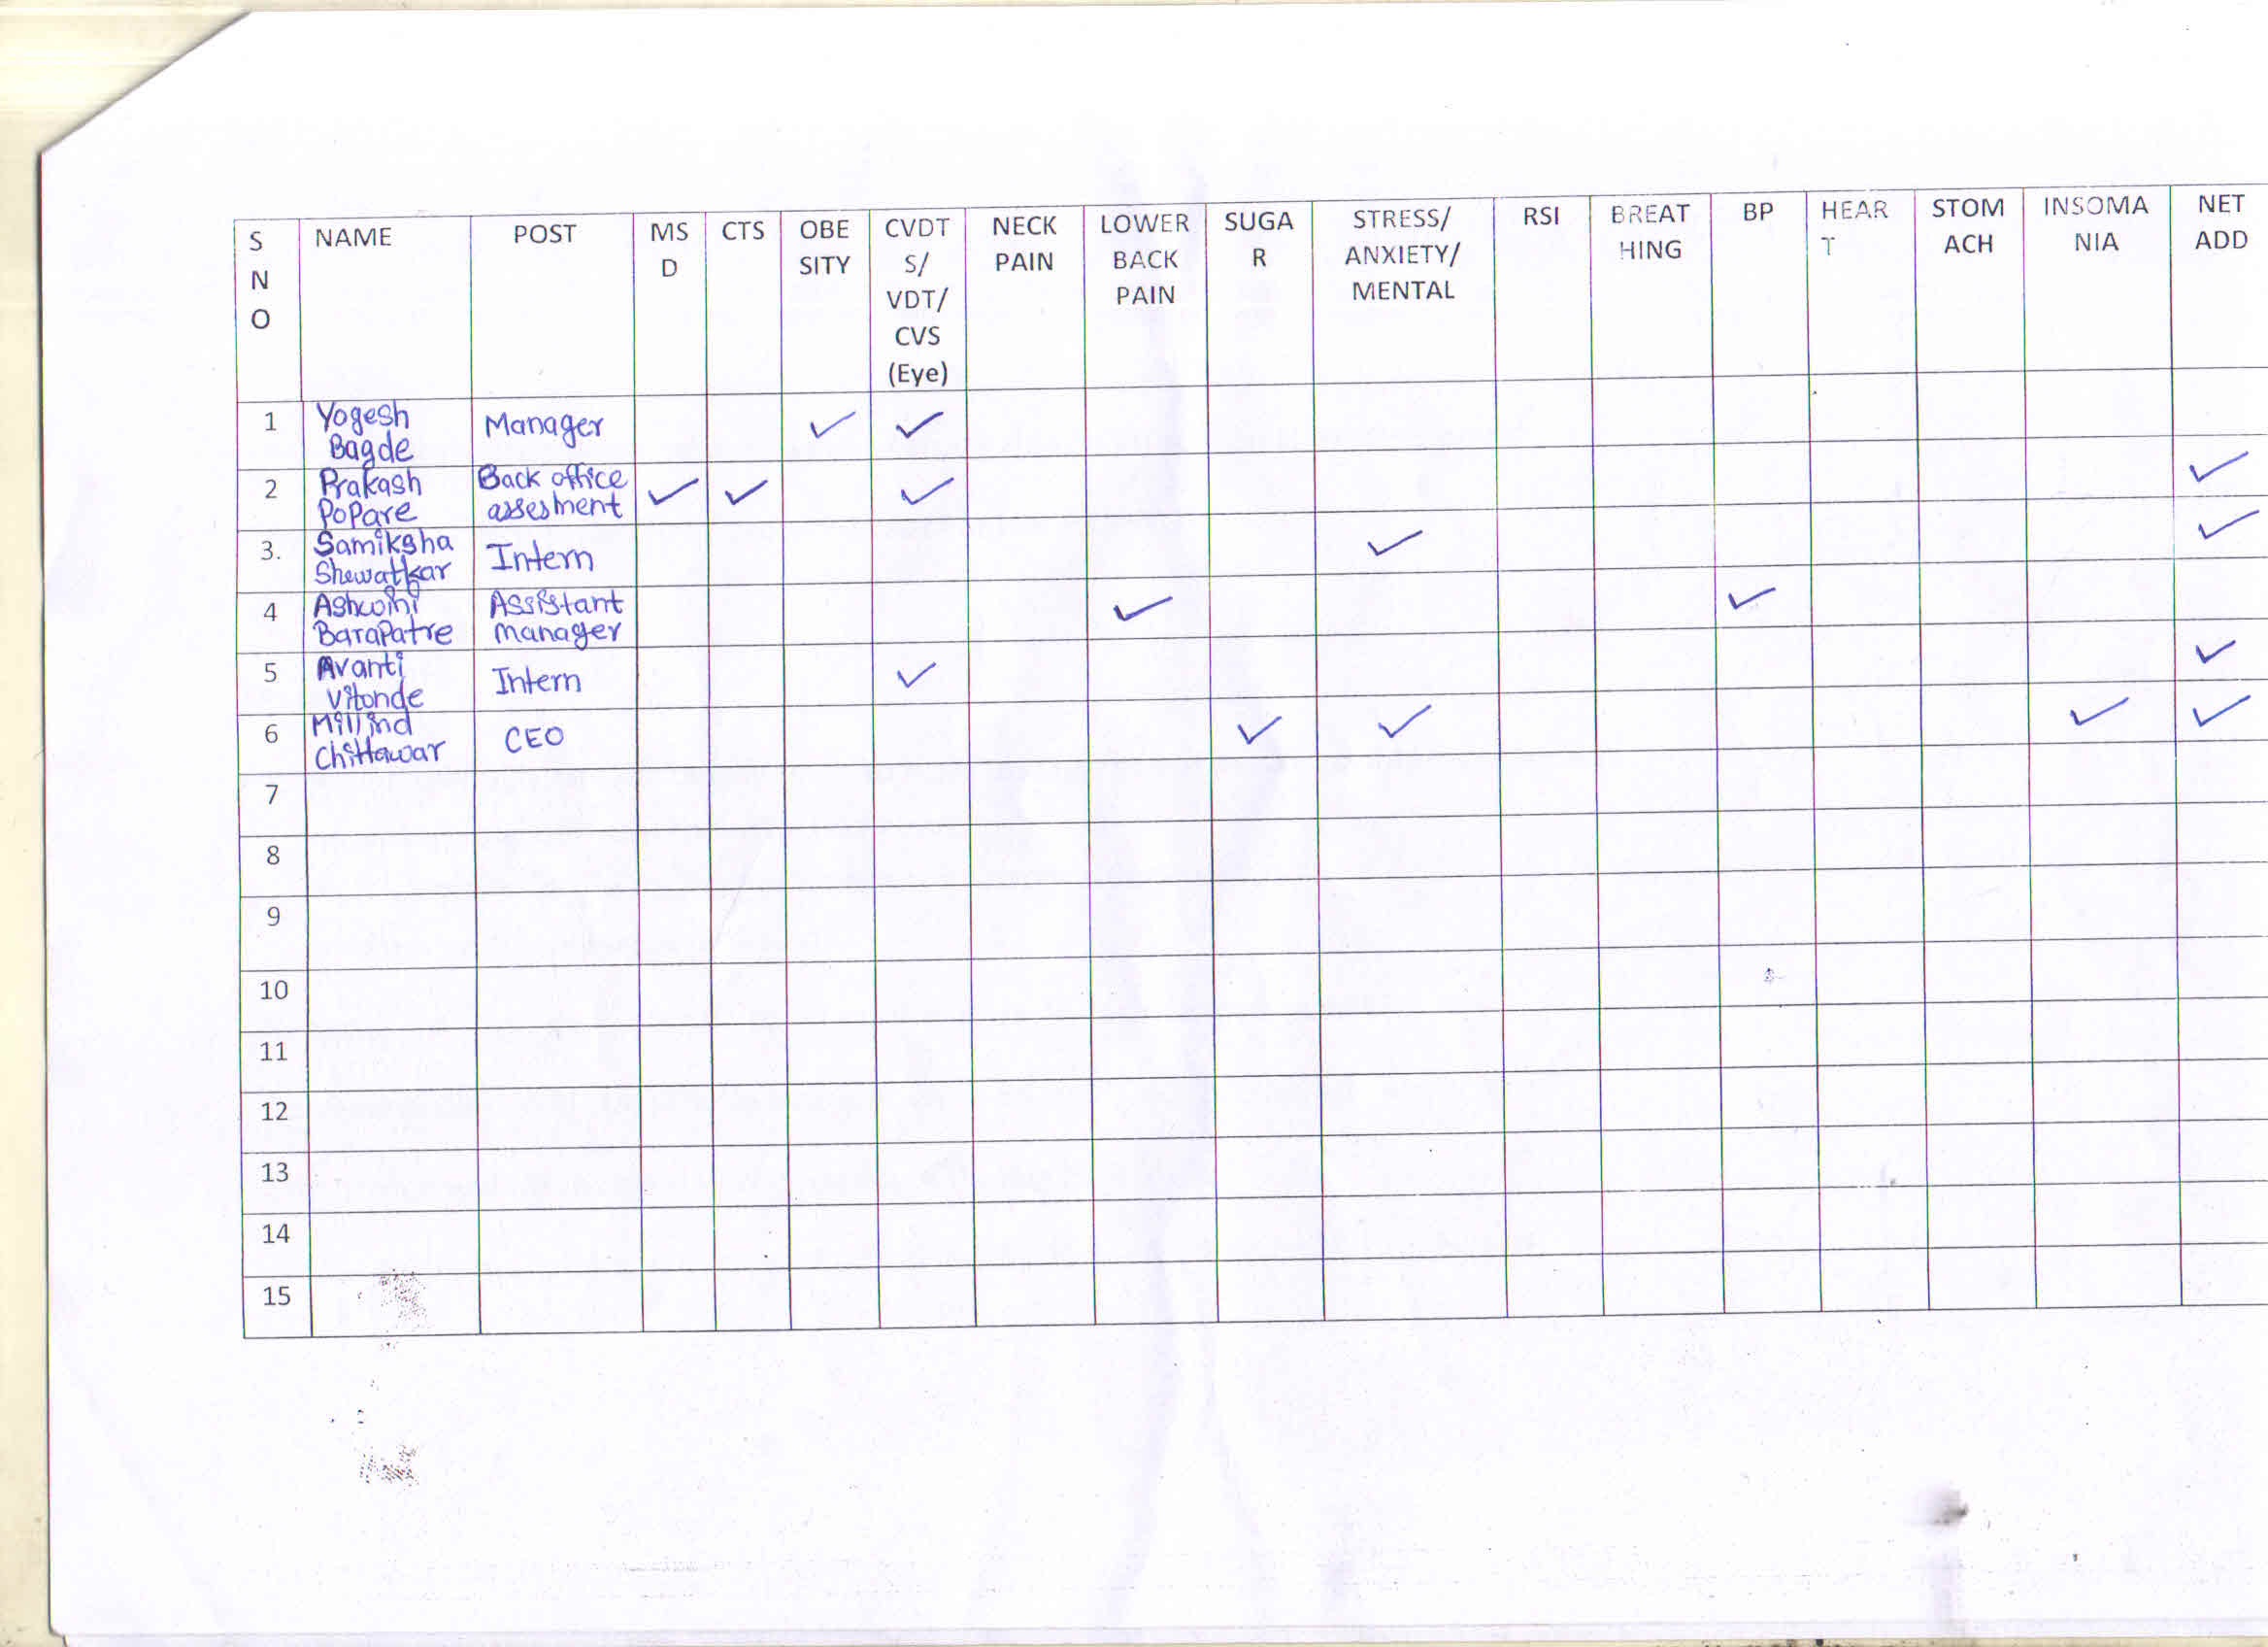 S NO NAME POST MSD CTS OBESITY CVDTS/VDT/CVS (Eye) NECK PAIN LOWER BACK PAIN SUGAR STRESS/ANXIETY/MENTAL RSI BREATHING BP HEART STOMACH INSOMANIA NET ADD
1 Yogesh Bagde Manager ✓ ✓
2 Prakash Popare Back office assesment ✓ ✓ ✓ ✓
3. Samiksha Shewatkar Intern ✓ ✓
4 Ashwini Barapatre Assistant manager ✓ ✓
5 Avanti Vitonde Intern ✓ ✓
6 Millind Chittawar CEO ✓ ✓ ✓ ✓
7
8
9
10
11
12
13
14
15